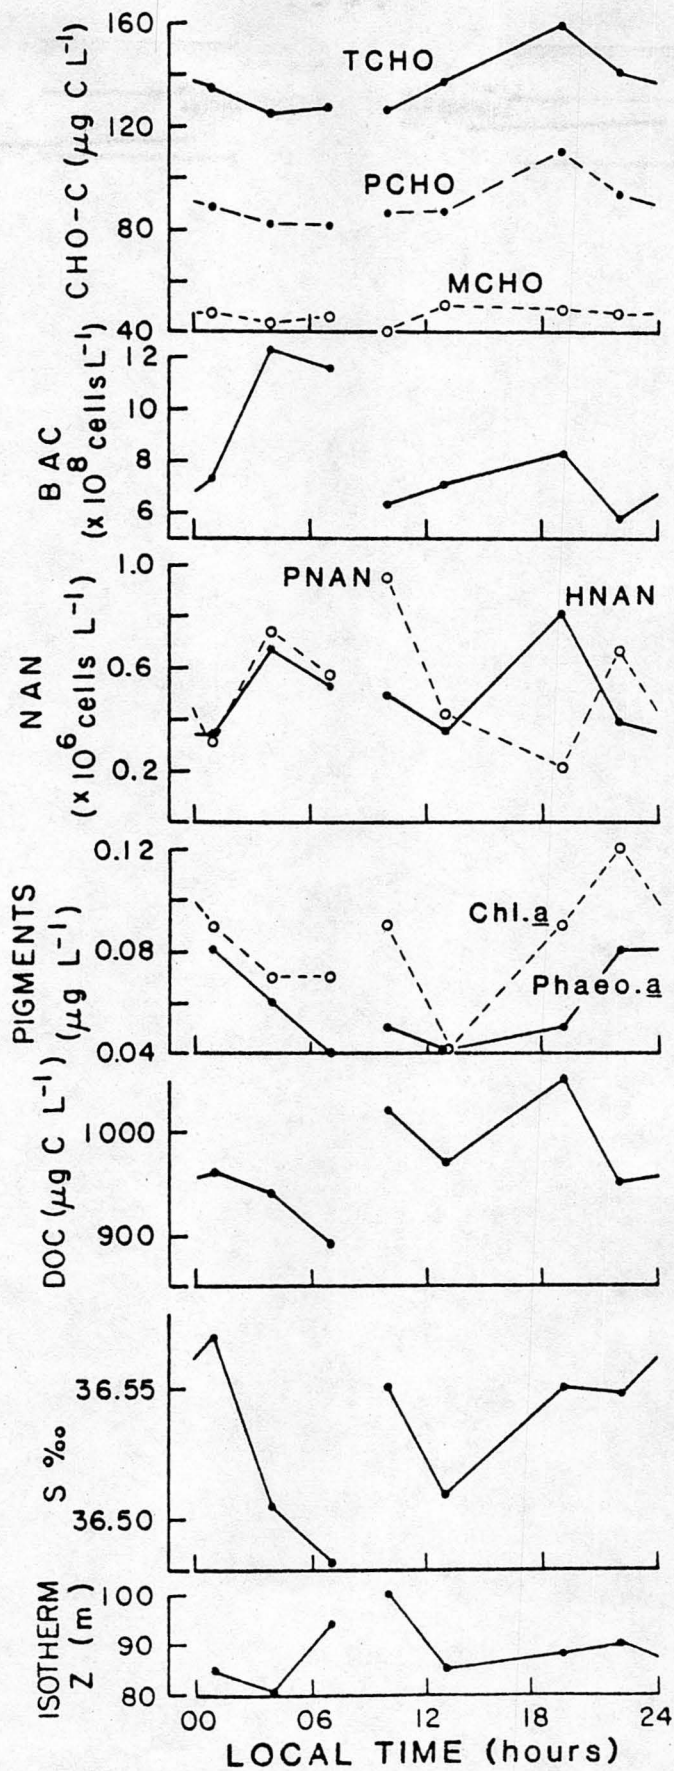 CHO-C (μg C L⁻¹)
160
120
80
40
TCHO
PCHO
MCHO
BAC
(x 10⁸ cells L⁻¹)
12
10
8
6
NAN
(x 10⁶ cells L⁻¹)
1.0
0.6
0.2
PNAN
HNAN
PIGMENTS
(μg L⁻¹)
0.12
0.08
0.04
Chl.a
Phaeo.a
DOC (μg C L⁻¹)
1000
900
S ‰
36.55
36.50
ISOTHERM
Z (m)
100
90
80
00 06 12 18 24
LOCAL TIME (hours)